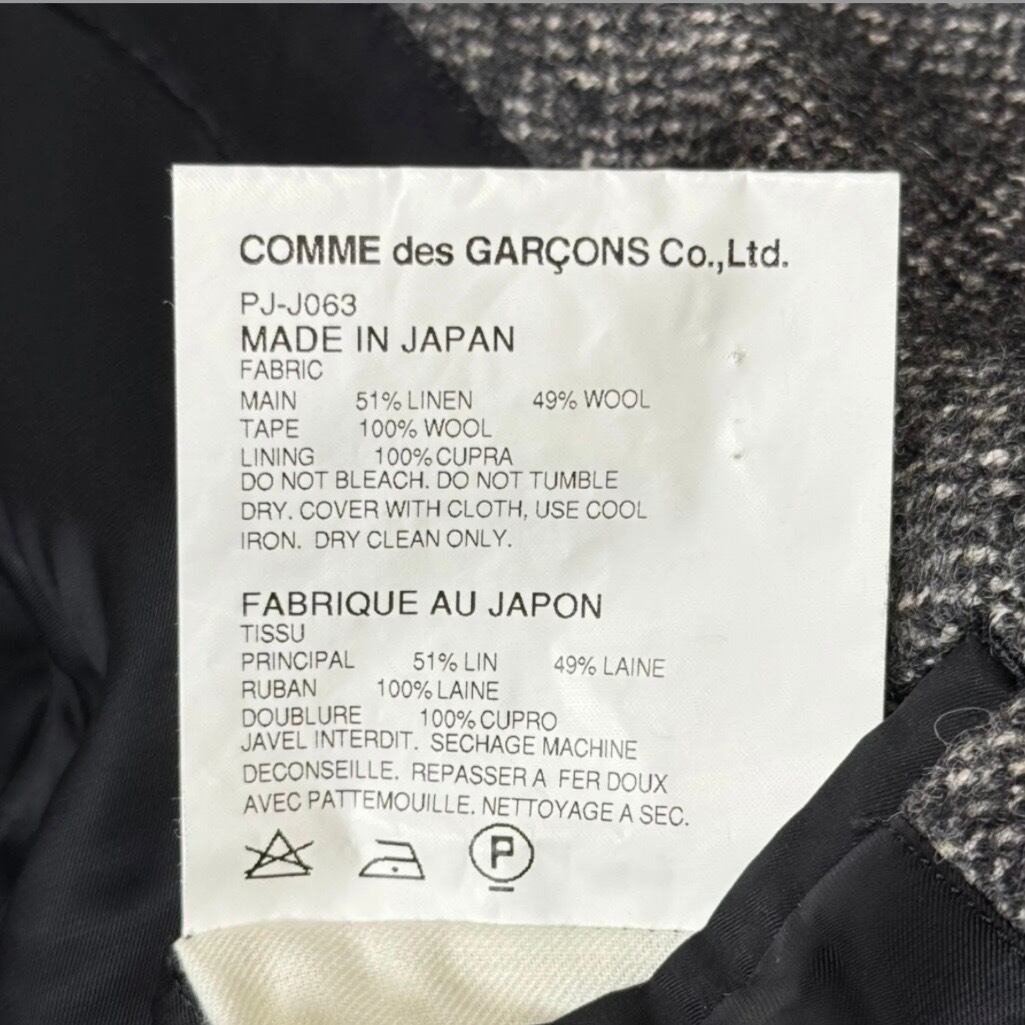 COMME des GARÇONS Co.,Ltd.
PJ-J063
MADE IN JAPAN
FABRIC
MAIN 51% LINEN 49% WOOL
TAPE 100% WOOL
LINING 100% CUPRA
DO NOT BLEACH. DO NOT TUMBLE
DRY. COVER WITH CLOTH, USE COOL
IRON. DRY CLEAN ONLY.
FABRIQUE AU JAPON
TISSU
PRINCIPAL 51% LIN 49% LAINE
RUBAN 100% LAINE
DOUBLURE 100% CUPRO
JAVEL INTERDIT. SECHAGE MACHINE
DECONSEILLE. REPASSER A FER DOUX
AVEC PATTEMOUILLE. NETTOYAGE A SEC.
P